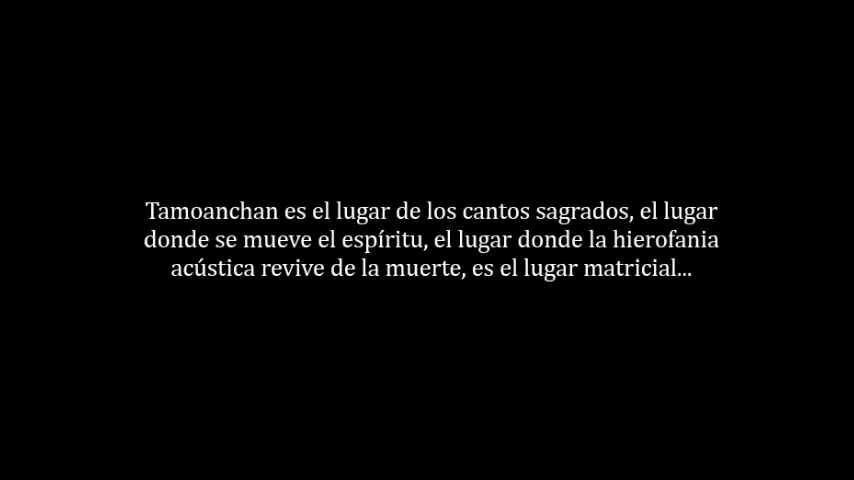 Tamoanchan es el lugar de los cantos sagrados, el lugar
donde se mueve el espíritu, el lugar donde la hierofania
acústica revive de la muerte, es el lugar matricial...